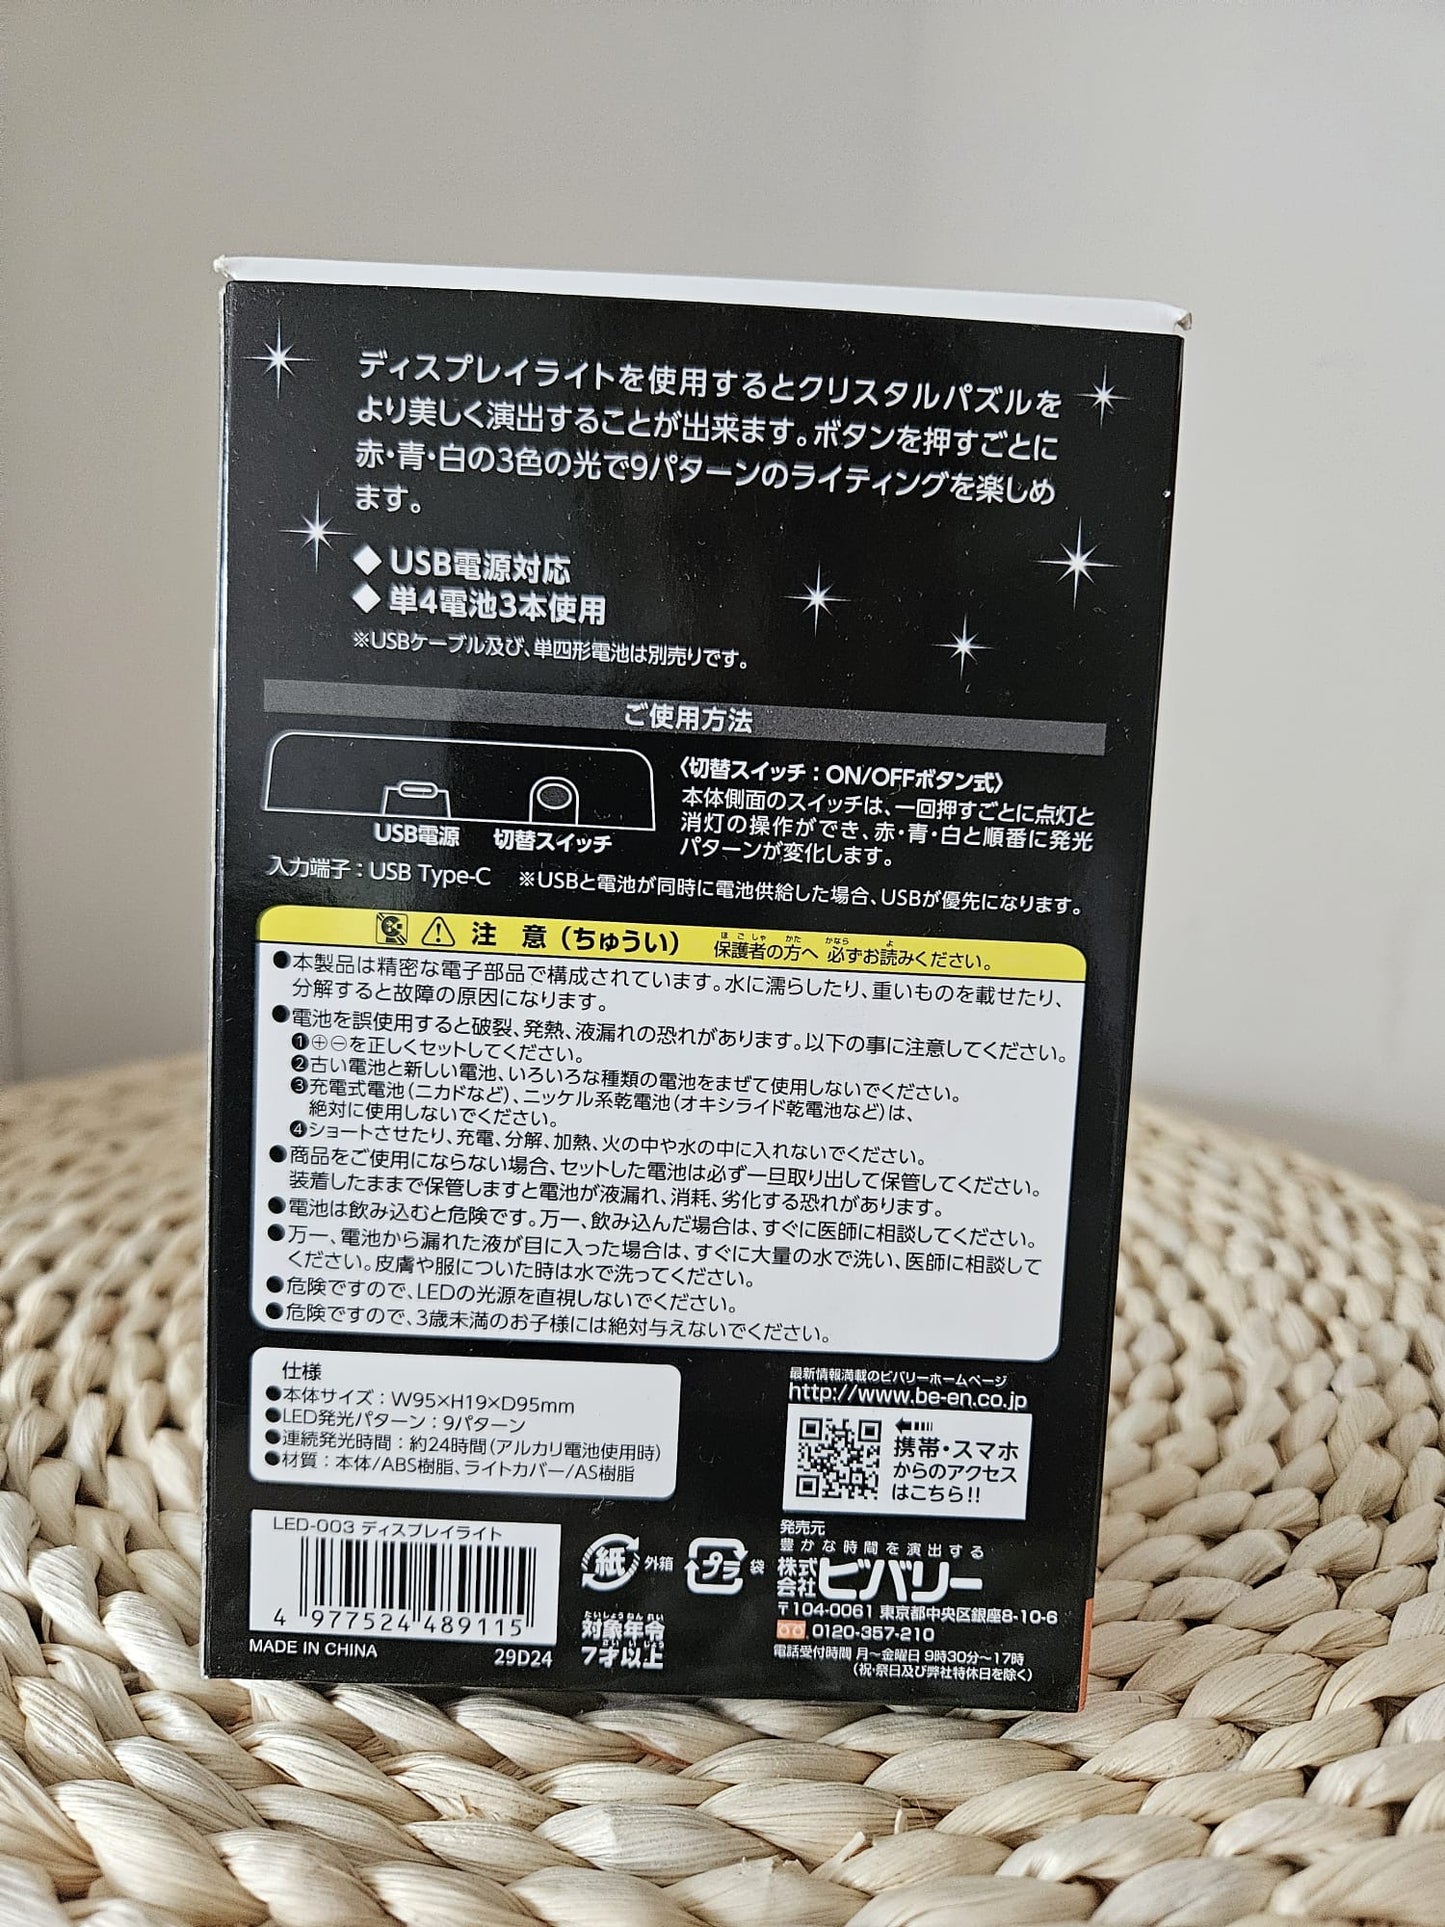 ディスプレイライトを使用するとクリスタルパズルを
より美しく演出することが出来ます。ボタンを押すごとに
赤・青・白の3色の光で9パターンのライティングを楽しめ
ます。
◆ USB電源対応
◆ 単4電池3本使用
※USBケーブル及び、単四形電池は別売りです。
ご使用方法
USB電源 切替スイッチ
〈切替スイッチ：ON/OFFボタン式〉
本体側面のスイッチは、一回押すごとに点灯と
消灯の操作ができ、赤・青・白と順番に発光
パターンが変化します。
入力端子：USB Type-C ※USBと電池が同時に電池供給した場合、USBが優先になります。
注 意（ちゅうい）
ほごしゃ かた かなら よ
保護者の方へ 必ずお読みください。
●本製品は精密な電子部品で構成されています。水に濡らしたり、重いものを載せたり、
分解すると故障の原因になります。
●電池を誤使用すると破裂、発熱、液漏れの恐れがあります。以下の事に注意してください。
❶⊕⊖を正しくセットしてください。
❷古い電池と新しい電池、いろいろな種類の電池をまぜて使用しないでください。
❸充電式電池（ニカドなど）、ニッケル系乾電池（オキシライド乾電池など）は、
絶対に使用しないでください。
❹ショートさせたり、充電、分解、加熱、火の中や水の中に入れないでください。
●商品をご使用にならない場合、セットした電池は必ず一旦取り出して保管してください。
装着したままで保管しますと電池が液漏れ、消耗、劣化する恐れがあります。
●電池は飲み込むと危険です。万一、飲み込んだ場合は、すぐに医師に相談してください。
●万一、電池から漏れた液が目に入った場合は、すぐに大量の水で洗い、医師に相談して
ください。皮膚や服についた時は水で洗ってください。
●危険ですので、LEDの光源を直視しないでください。
●危険ですので、3歳未満のお子様には絶対与えないでください。
仕様
●本体サイズ：W95×H19×D95mm
●LED発光パターン：9パターン
●連続発光時間：約24時間（アルカリ電池使用時）
●材質：本体/ABS樹脂、ライトカバー/AS樹脂
最新情報満載のビバリーホームページ
http://www.be-en.co.jp
携帯・スマホ
からのアクセス
はこちら!!
LED-003 ディスプレイライト
4 977524 489115
MADE IN CHINA 29D24
紙 外箱 プラ 袋
たいしょうねんれい
対象年令
さいいじょう
7才以上
発売元
豊かな時間を演出する
株式会社ビバリー
〒104-0061 東京都中央区銀座8-10-6
0120-357-210
電話受付時間 月〜金曜日 9時30分〜17時
（祝・祭日及び弊社特休日を除く）